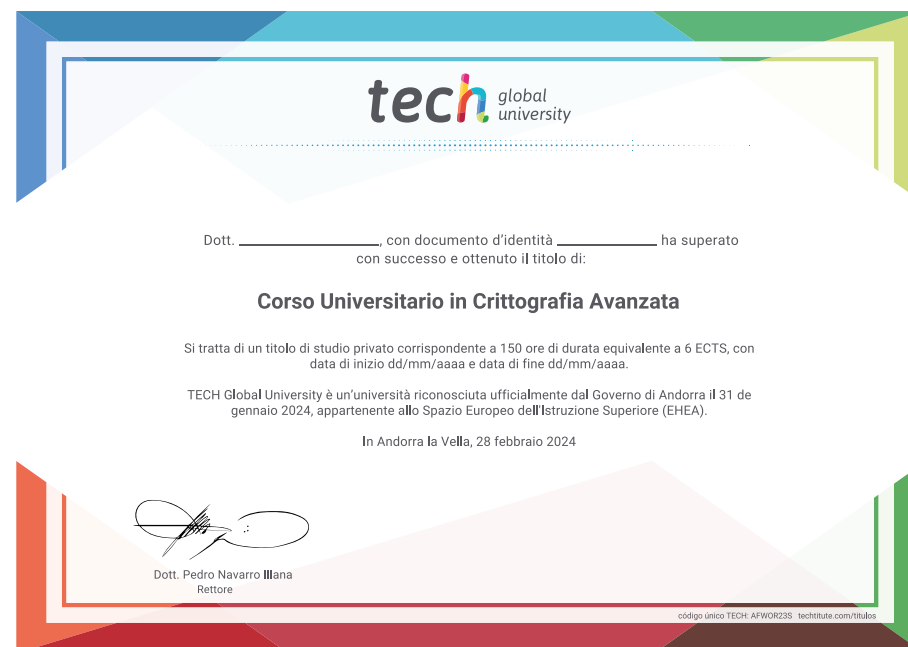 tech global university
Dott. ____________, con documento d'identità ____________ ha superato
con successo e ottenuto il titolo di:
Corso Universitario in Crittografia Avanzata
Si tratta di un titolo di studio privato corrispondente a 150 ore di durata equivalente a 6 ECTS, con
data di inizio dd/mm/aaaa e data di fine dd/mm/aaaa.
TECH Global University è un'università riconosciuta ufficialmente dal Governo di Andorra il 31 de
gennaio 2024, appartenente allo Spazio Europeo dell'Istruzione Superiore (EHEA).
In Andorra la Vella, 28 febbraio 2024
Dott. Pedro Navarro Illana
Rettore
código único TECH: AFWOR23S techtitute.com/titulos